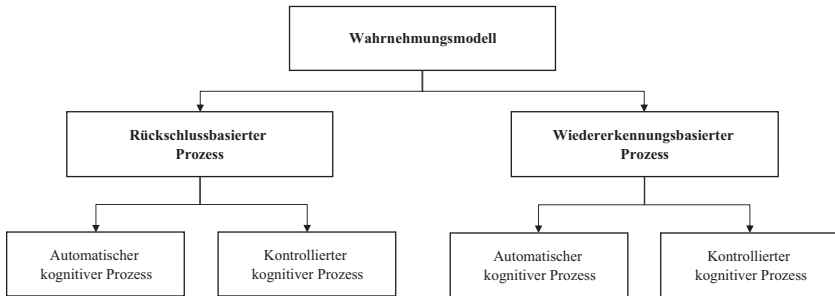 Wahrnehmungsmodell
Rückschlussbasierter
Prozess
Wiedererkennungsbasierter
Prozess
Automatischer
kognitiver Prozess
Kontrollierter
kognitiver Prozess
Automatischer
kognitiver Prozess
Kontrollierter
kognitiver Prozess